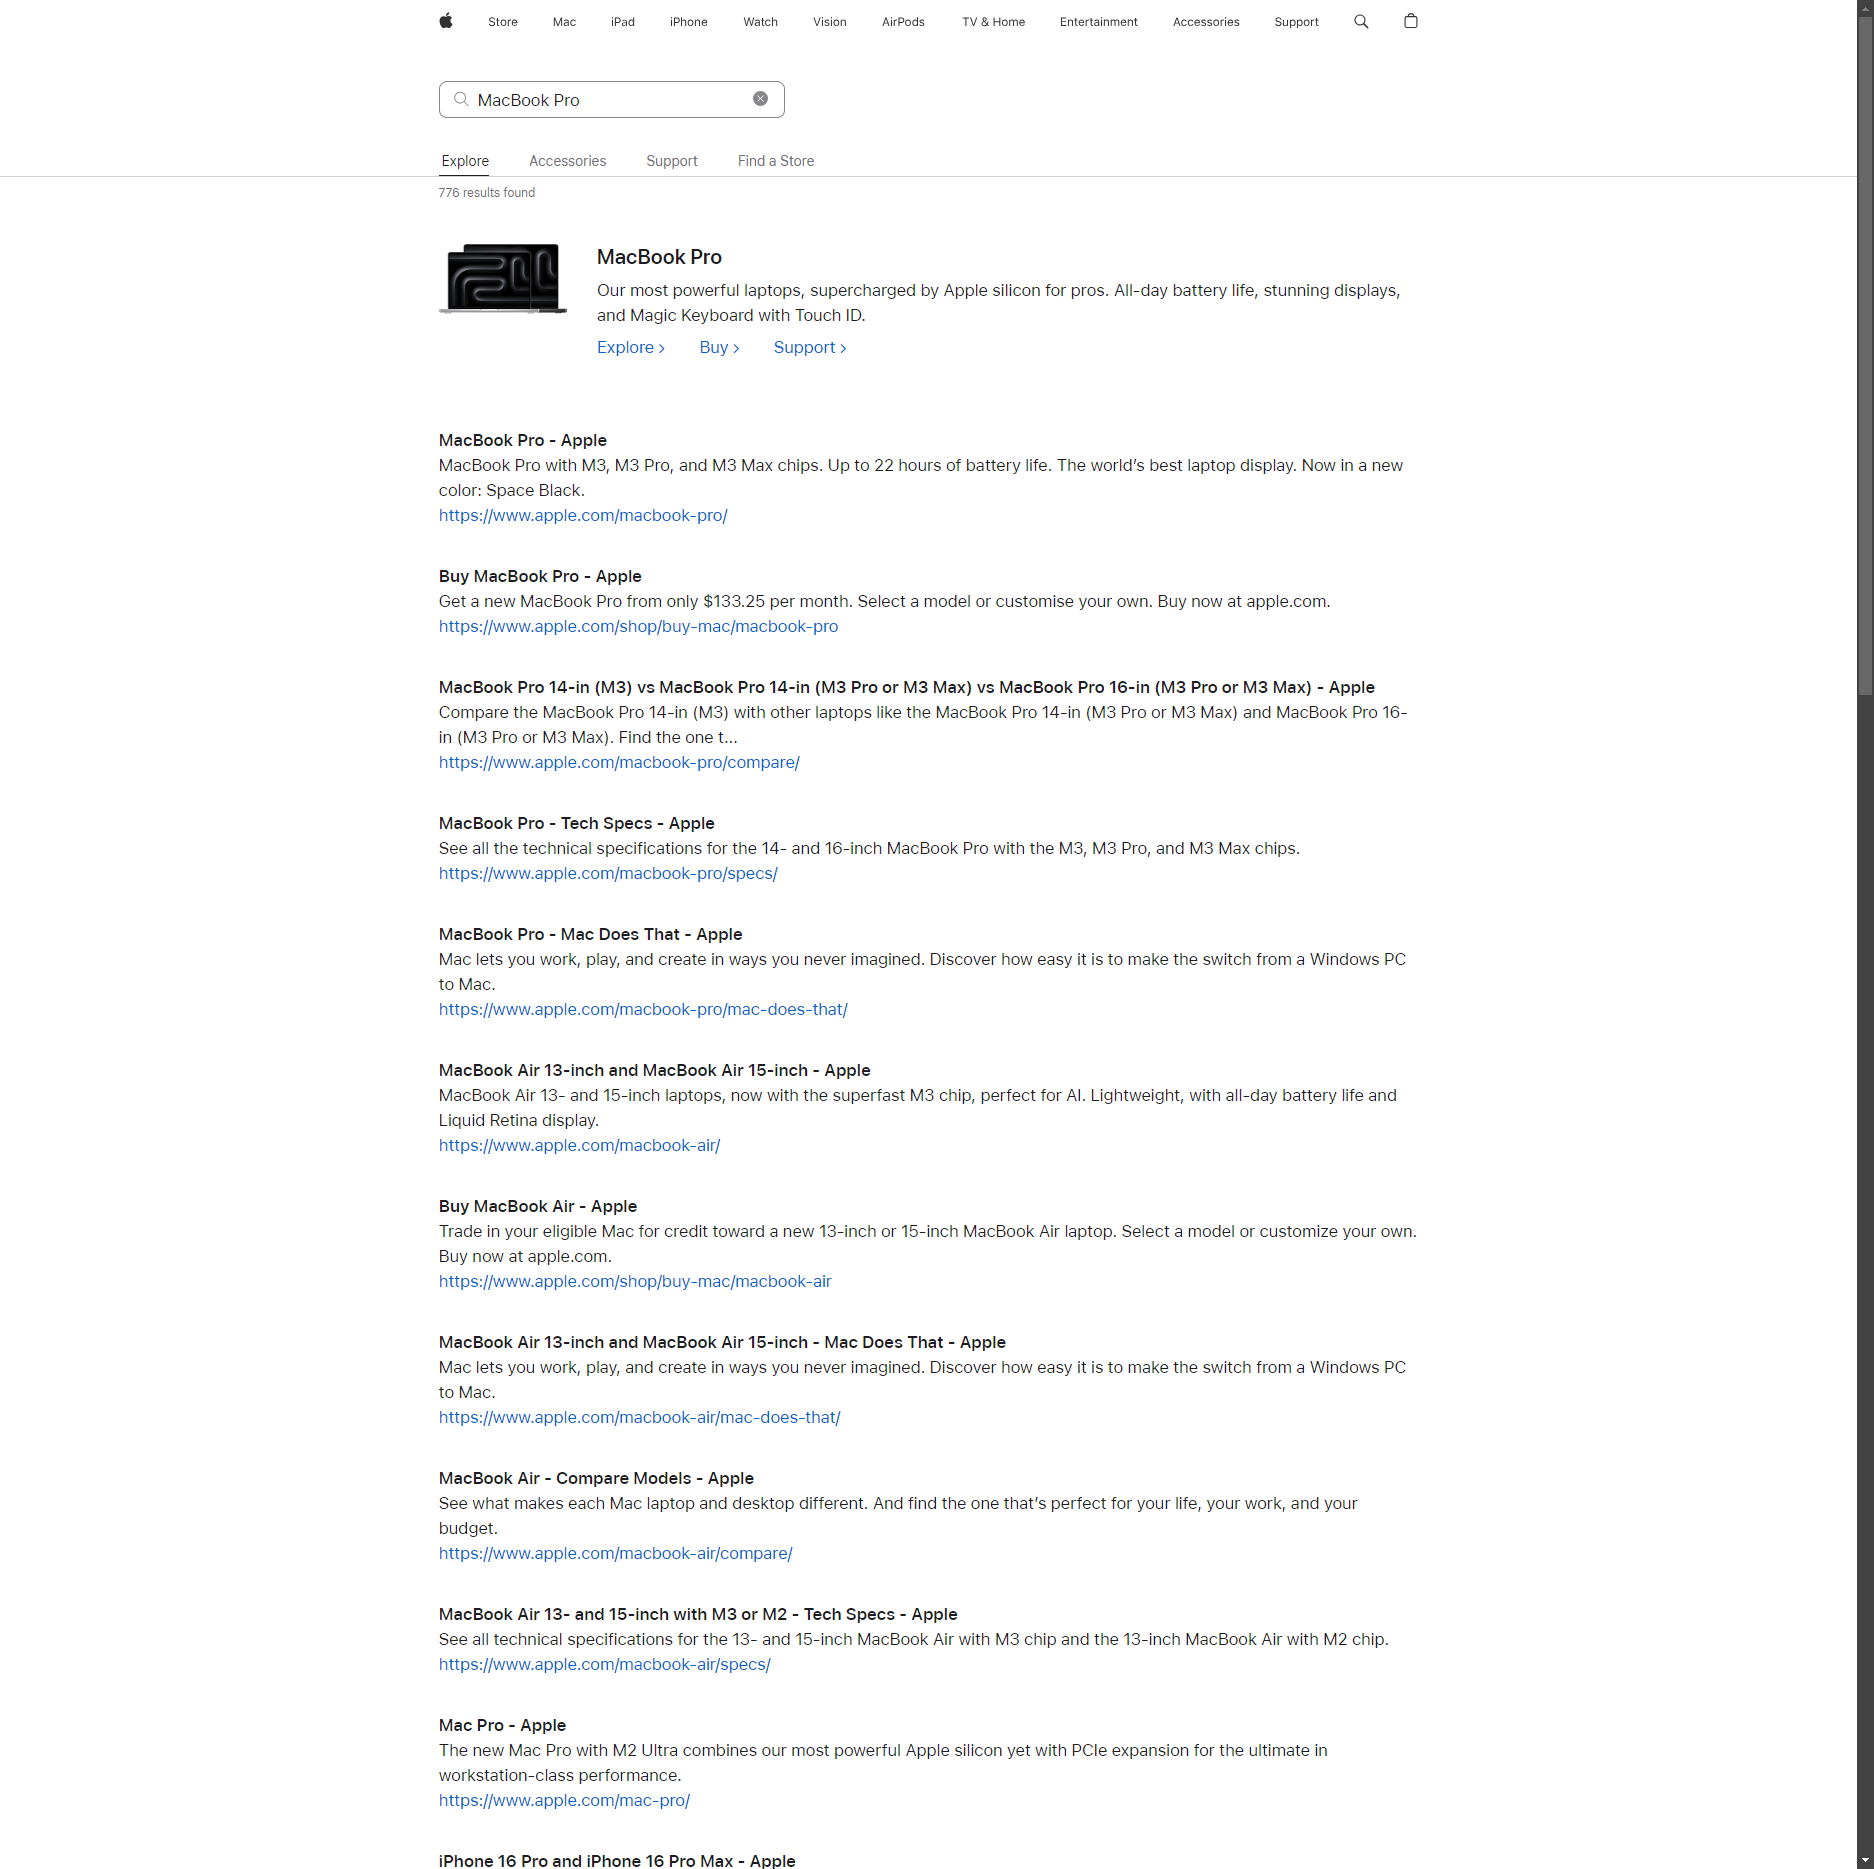 Store Mac iPad iPhone Watch Vision AirPods TV & Home Entertainment Accessories Support
MacBook Pro
Explore Accessories Support Find a Store
776 results found
MacBook Pro
Our most powerful laptops, supercharged by Apple silicon for pros. All-day battery life, stunning displays,
and Magic Keyboard with Touch ID.
Explore > Buy > Support >
MacBook Pro - Apple
MacBook Pro with M3, M3 Pro, and M3 Max chips. Up to 22 hours of battery life. The world's best laptop display. Now in a new
color: Space Black.
https://www.apple.com/macbook-pro/
Buy MacBook Pro - Apple
Get a new MacBook Pro from only $133.25 per month. Select a model or customise your own. Buy now at apple.com.
https://www.apple.com/shop/buy-mac/macbook-pro
MacBook Pro 14-in (M3) vs MacBook Pro 14-in (M3 Pro or M3 Max) vs MacBook Pro 16-in (M3 Pro or M3 Max) - Apple
Compare the MacBook Pro 14-in (M3) with other laptops like the MacBook Pro 14-in (M3 Pro or M3 Max) and MacBook Pro 16-
in (M3 Pro or M3 Max). Find the one t...
https://www.apple.com/macbook-pro/compare/
MacBook Pro - Tech Specs - Apple
See all the technical specifications for the 14- and 16-inch MacBook Pro with the M3, M3 Pro, and M3 Max chips.
https://www.apple.com/macbook-pro/specs/
MacBook Pro - Mac Does That - Apple
Mac lets you work, play, and create in ways you never imagined. Discover how easy it is to make the switch from a Windows PC
to Mac.
https://www.apple.com/macbook-pro/mac-does-that/
MacBook Air 13-inch and MacBook Air 15-inch - Apple
MacBook Air 13- and 15-inch laptops, now with the superfast M3 chip, perfect for AI. Lightweight, with all-day battery life and
Liquid Retina display.
https://www.apple.com/macbook-air/
Buy MacBook Air - Apple
Trade in your eligible Mac for credit toward a new 13-inch or 15-inch MacBook Air laptop. Select a model or customize your own.
Buy now at apple.com.
https://www.apple.com/shop/buy-mac/macbook-air
MacBook Air 13-inch and MacBook Air 15-inch - Mac Does That - Apple
Mac lets you work, play, and create in ways you never imagined. Discover how easy it is to make the switch from a Windows PC
to Mac.
https://www.apple.com/macbook-air/mac-does-that/
MacBook Air - Compare Models - Apple
See what makes each Mac laptop and desktop different. And find the one that's perfect for your life, your work, and your
budget.
https://www.apple.com/macbook-air/compare/
MacBook Air 13- and 15-inch with M3 or M2 - Tech Specs - Apple
See all technical specifications for the 13- and 15-inch MacBook Air with M3 chip and the 13-inch MacBook Air with M2 chip.
https://www.apple.com/macbook-air/specs/
Mac Pro - Apple
The new Mac Pro with M2 Ultra combines our most powerful Apple silicon yet with PCIe expansion for the ultimate in
workstation-class performance.
https://www.apple.com/mac-pro/
iPhone 16 Pro and iPhone 16 Pro Max - Apple